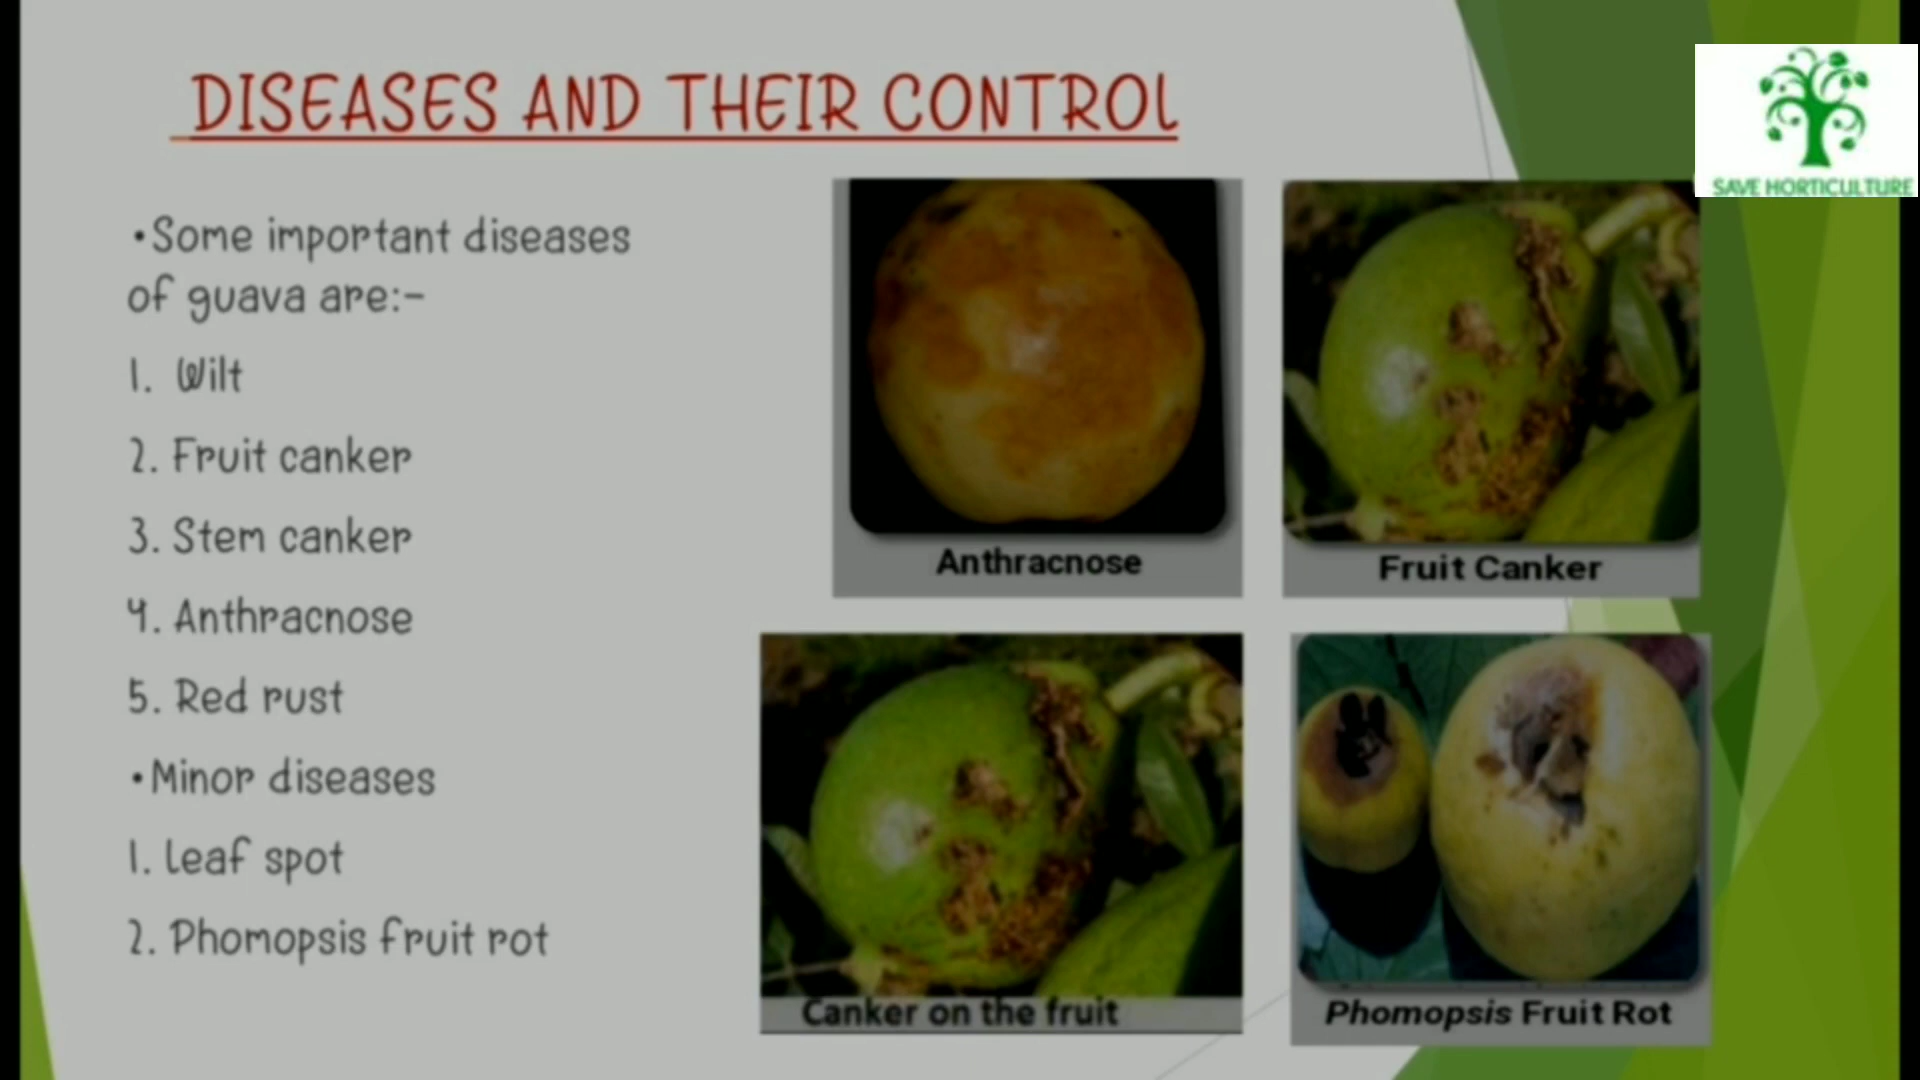 DISEASES AND THEIR CONTROL
SAVE HORTICULTURE
•Some important diseases
of guava are:-
1. Wilt
2. Fruit canker
3. Stem canker
4. Anthracnose
5. Red rust
•Minor diseases
1. leaf spot
2. Phomopsis fruit rot
Anthracnose
Fruit Canker
Canker on the fruit
Phomopsis Fruit Rot